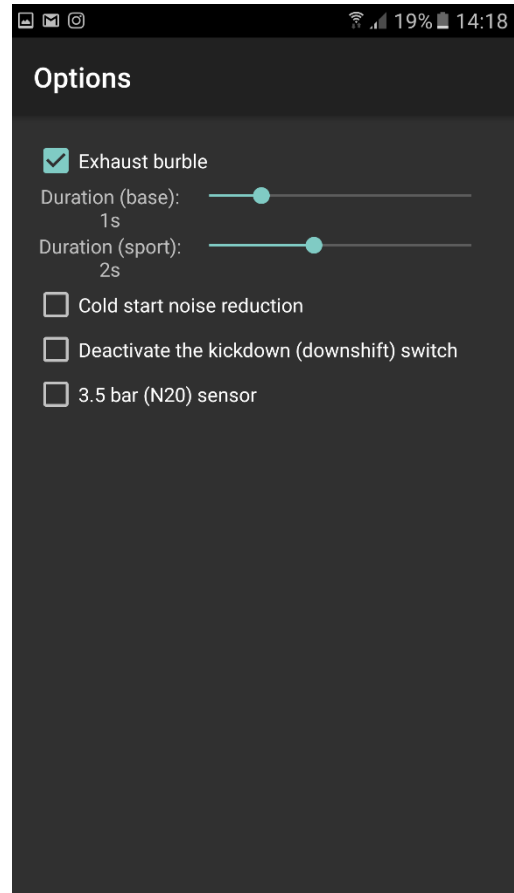 19% 14:18
Options
Exhaust burble
Duration (base):
1s
Duration (sport):
2s
Cold start noise reduction
Deactivate the kickdown (downshift) switch
3.5 bar (N20) sensor